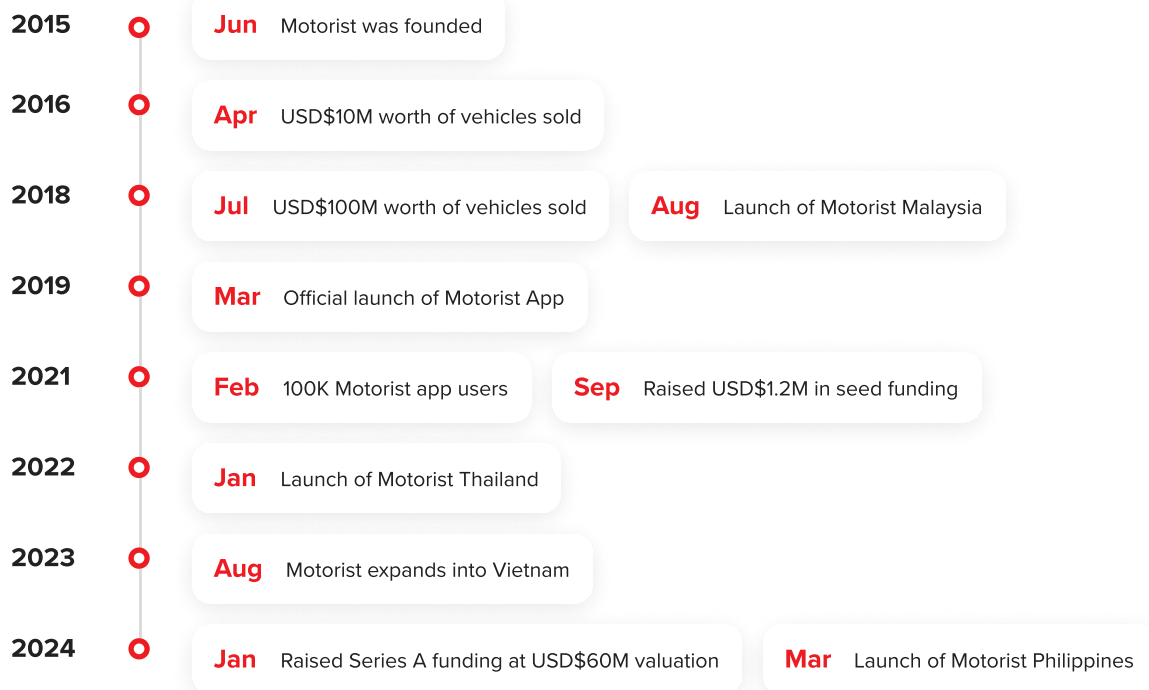 2015 Jun Motorist was founded
2016 Apr USD$10M worth of vehicles sold
2018 Jul USD$100M worth of vehicles sold Aug Launch of Motorist Malaysia
2019 Mar Official launch of Motorist App
2021 Feb 100K Motorist app users Sep Raised USD$1.2M in seed funding
2022 Jan Launch of Motorist Thailand
2023 Aug Motorist expands into Vietnam
2024 Jan Raised Series A funding at USD$60M valuation Mar Launch of Motorist Philippines